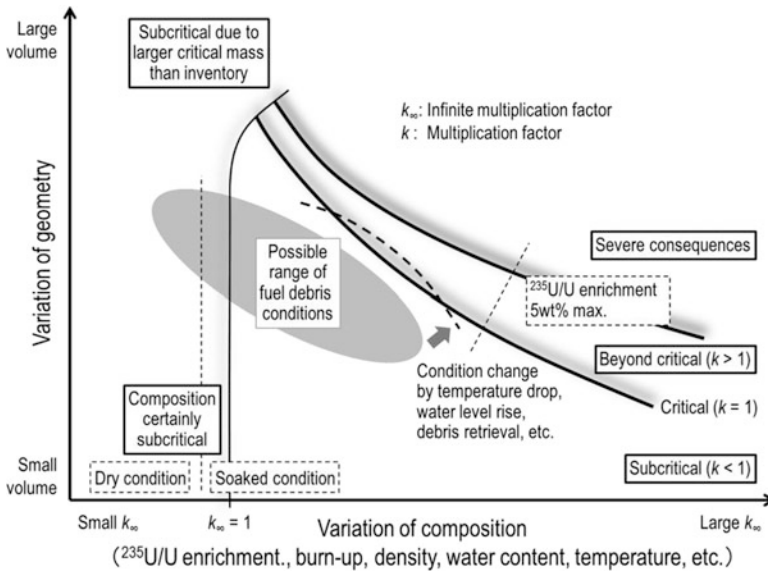 Large
volume
Subcritical due to
larger critical mass
than inventory
k∞: Infinite multiplication factor
k : Multiplication factor
Variation of geometry
Possible
range of
fuel debris
conditions
Severe consequences
²³⁵U/U enrichment
5wt% max.
Beyond critical (k > 1)
Condition change
by temperature drop,
water level rise,
debris retrieval, etc.
Critical (k = 1)
Composition
certainly
subcritical
Small
volume
Dry condition
Soaked condition
Subcritical (k < 1)
Small k∞
k∞ = 1
Variation of composition
Large k∞
(²³⁵U/U enrichment., burn-up, density, water content, temperature, etc.)